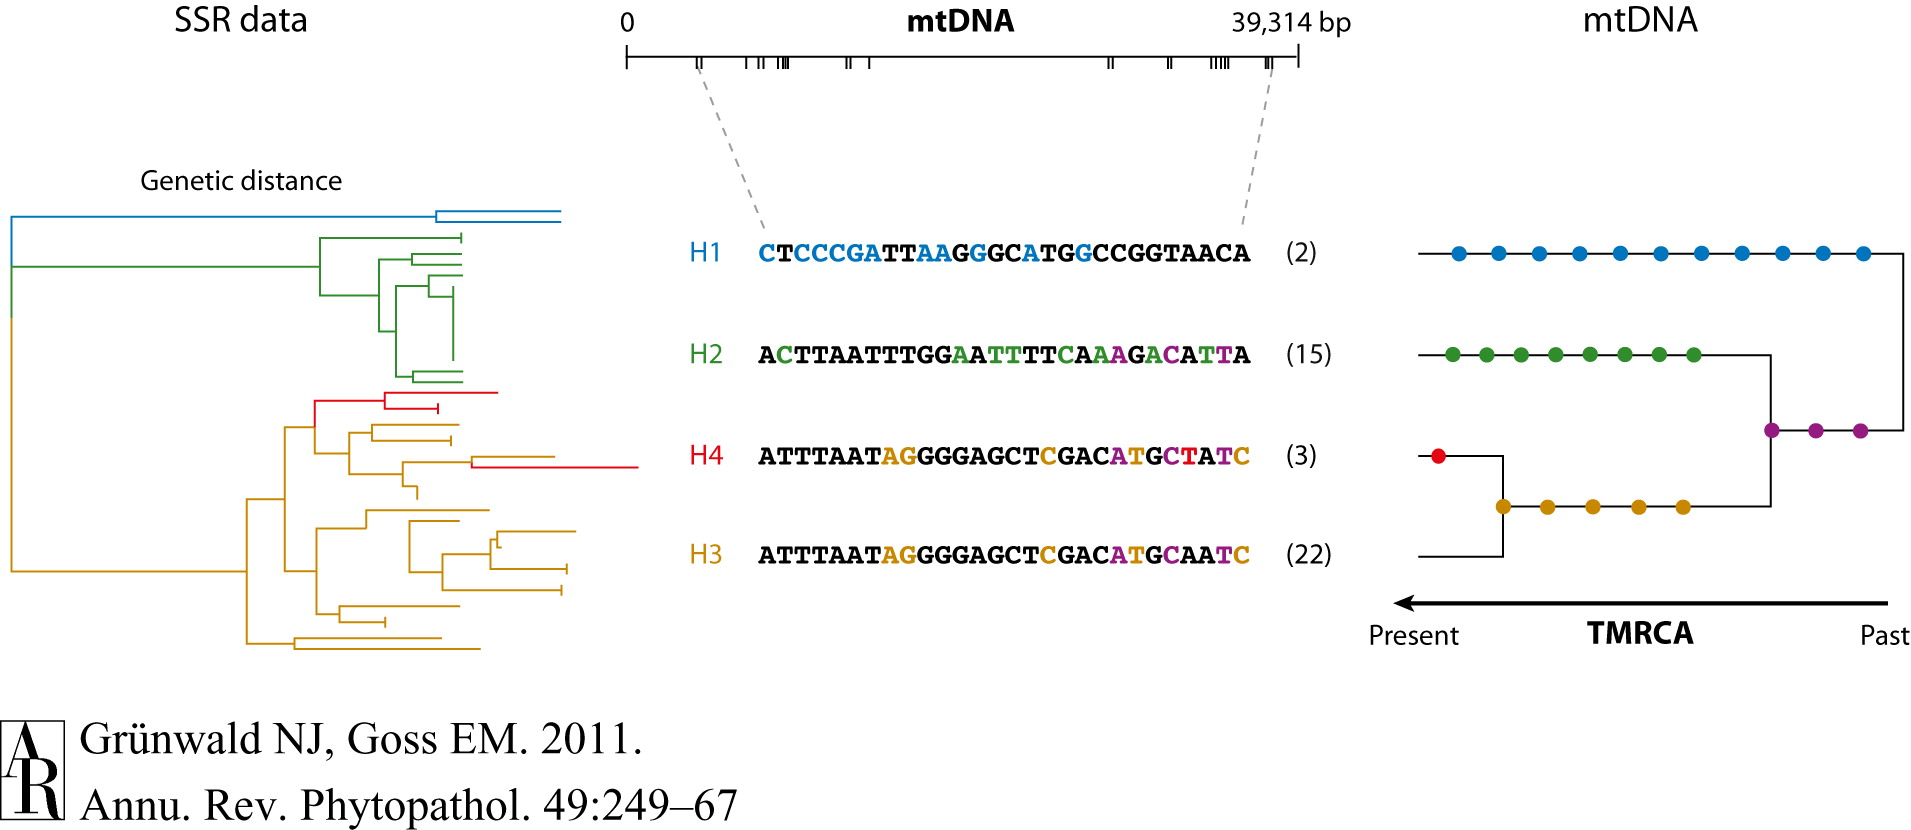 SSR data
0 mtDNA 39,314 bp
mtDNA
Genetic distance
H1 CTCCCGATTAAGGGGCATGGCCGGTAACA (2)
H2 ACTTAATTTGGAATTTTCAAAGACATTA (15)
H4 ATTTAATAGGGGAGCTCGACATGCTATC (3)
H3 ATTTAATAGGGGAGCTCGACATGCAATC (22)
Present TMRCA Past
AR
Grünwald NJ, Goss EM. 2011.
Annu. Rev. Phytopathol. 49:249–67